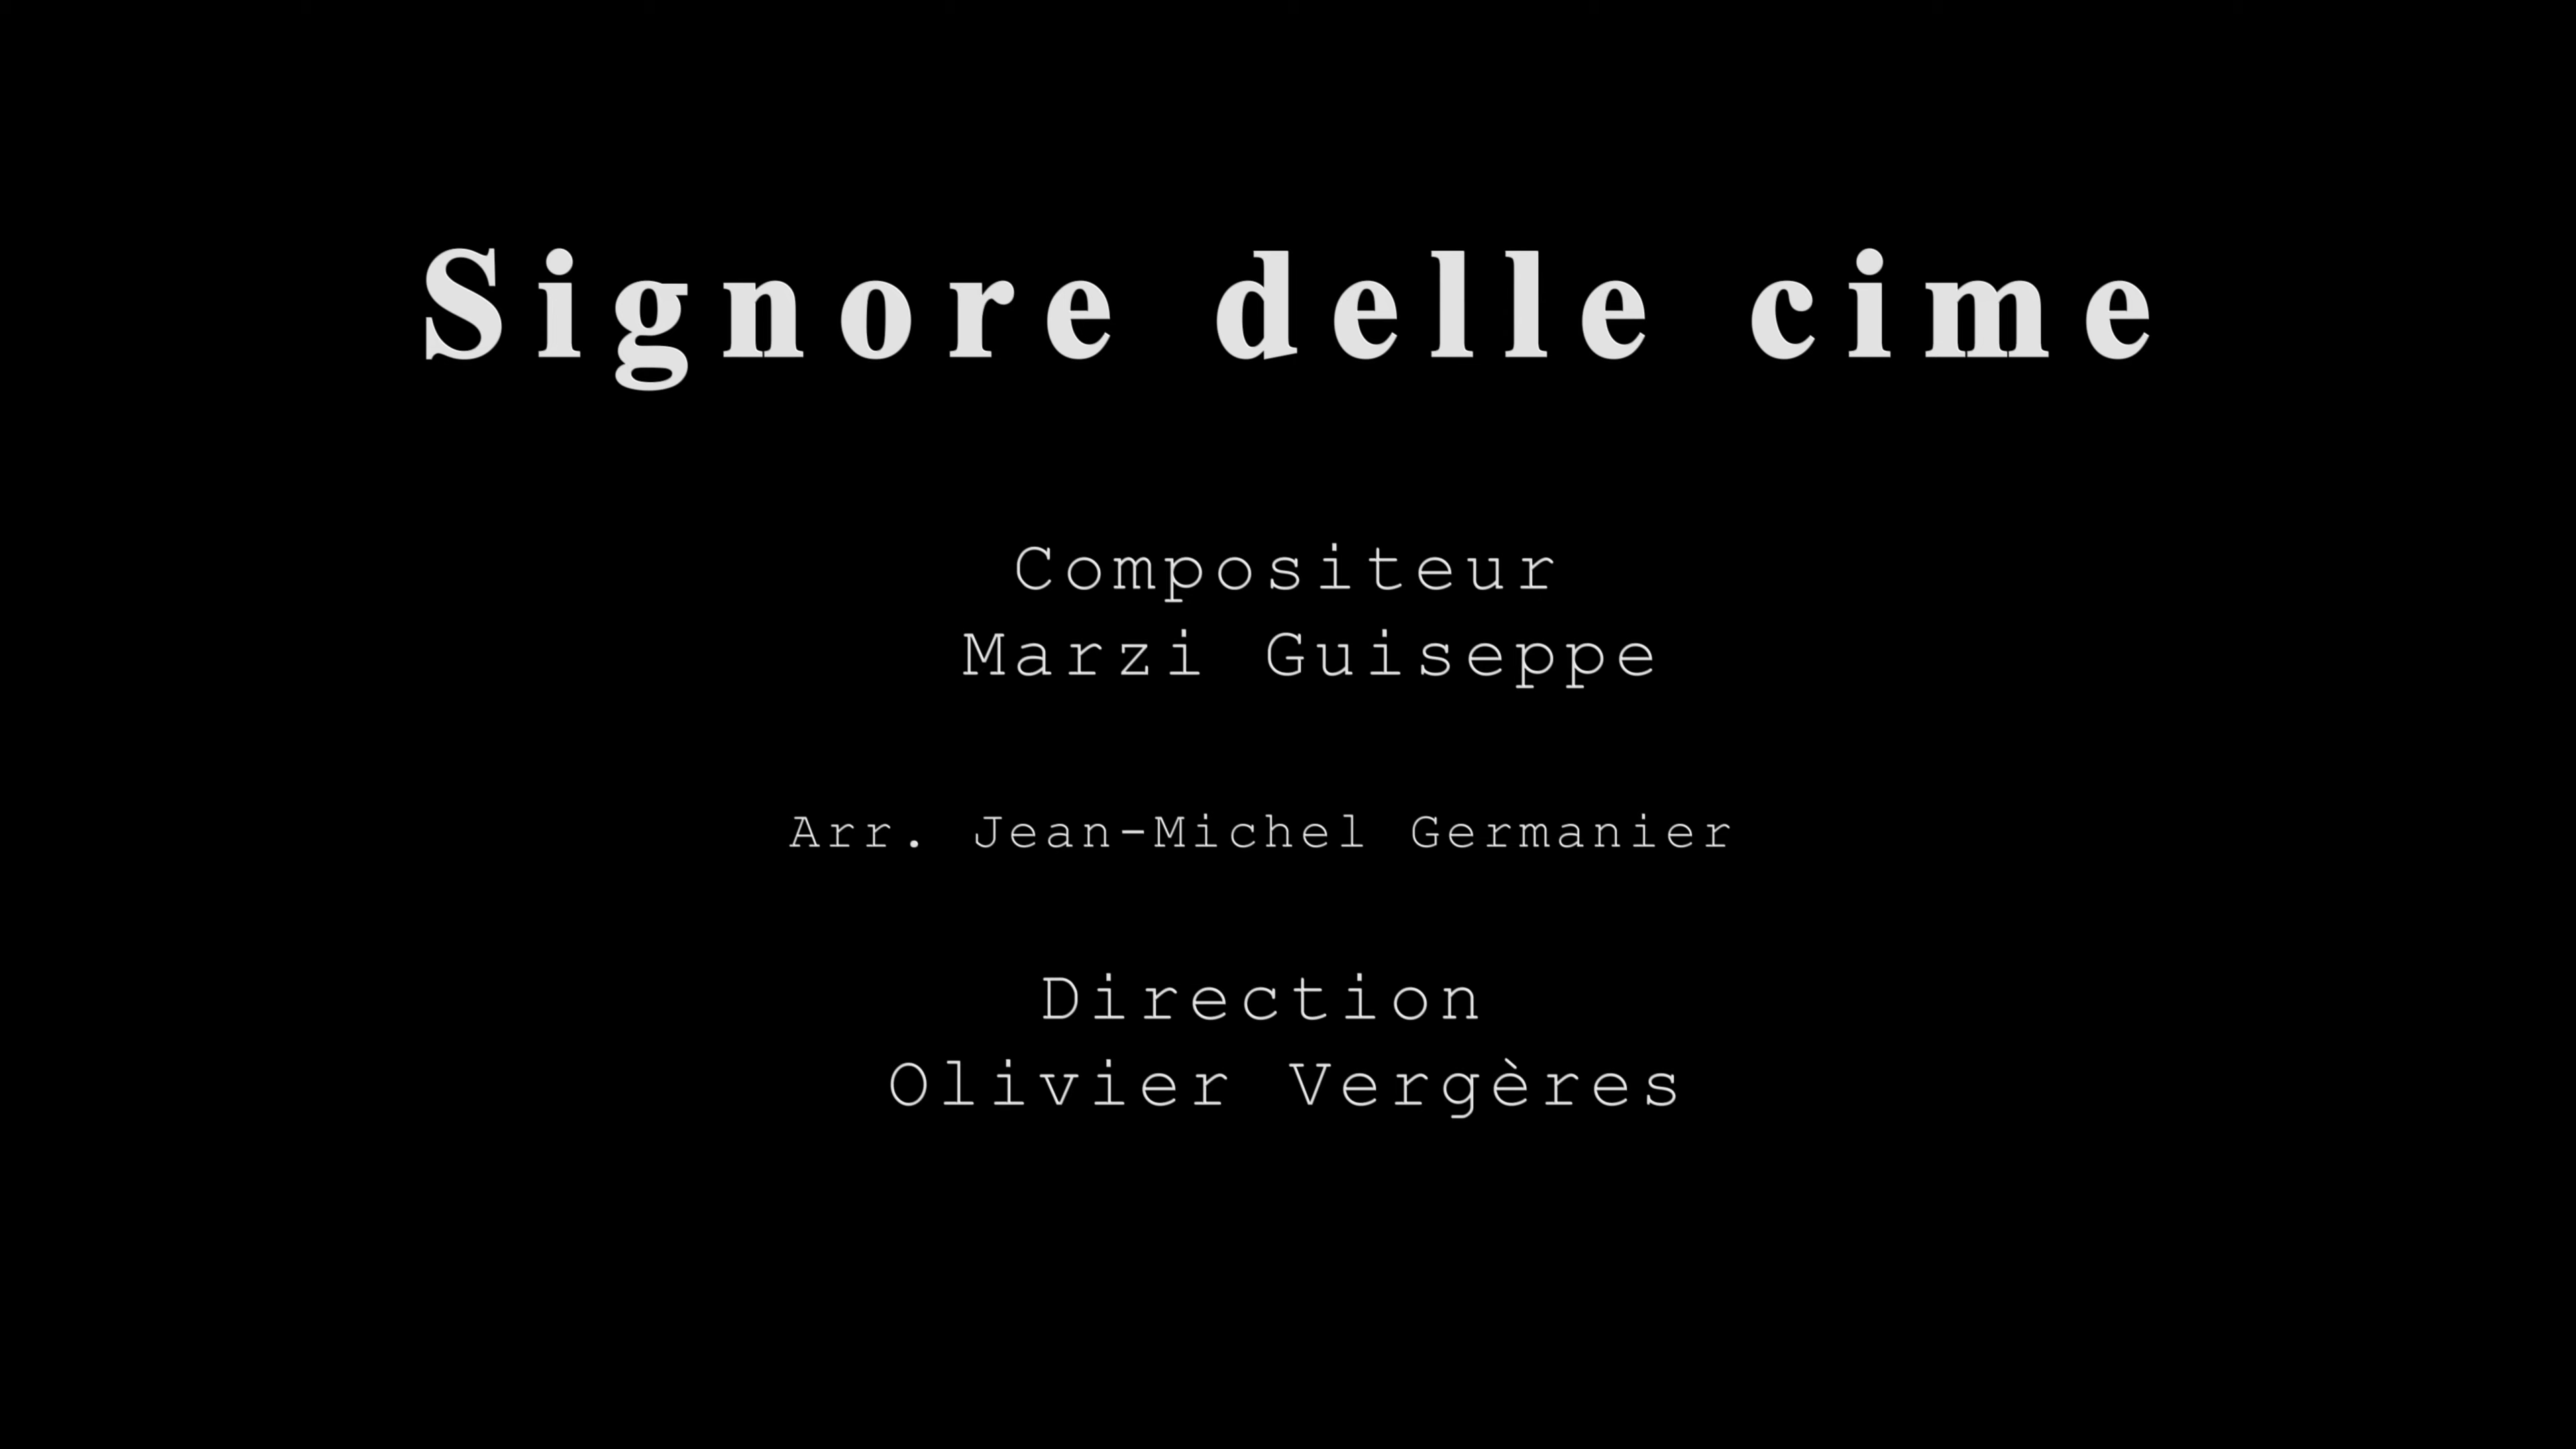 Signore delle cime
Compositeur
Marzi Guiseppe
Arr. Jean-Michel Germanier
Direction
Olivier Vergères